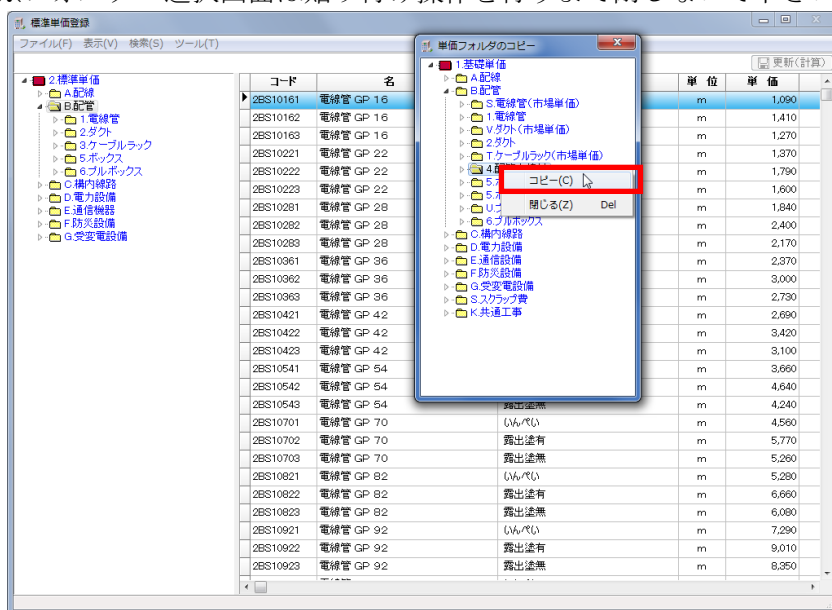 標準単価登録
ファイル(F) 表示(V) 検索(S) ツール(T)
更新(計算)
2.標準単価
A.配線
B.配管
1.電線管
2.ダクト
3.ケーブルラック
5.ボックス
6.プルボックス
C.構内線路
D.電力設備
E.通信機器
F.防災設備
G.受変電設備
単価フォルダのコピー
1.基礎単価
A.配線
B.配管
S.電線管(市場単価)
1.電線管
V.ダクト(市場単価)
2.ダクト
T.ケーブルラック(市場単価)
6.プルボックス
C.構内線路
D.電力設備
E.通信設備
F.防災設備
G.受変電設備
S.スクラップ費
K.共通工事
コピー(C)
閉じる(Z) Del
コード 名 単 位 単 価
2BS10161 電線管 GP 16 m 1,090
2BS10162 電線管 GP 16 m 1,410
2BS10163 電線管 GP 16 m 1,270
2BS10221 電線管 GP 22 m 1,370
2BS10222 電線管 GP 22 m 1,790
2BS10223 電線管 GP 22 m 1,600
2BS10281 電線管 GP 28 m 1,840
2BS10282 電線管 GP 28 m 2,400
2BS10283 電線管 GP 28 m 2,170
2BS10361 電線管 GP 36 m 2,370
2BS10362 電線管 GP 36 m 3,000
2BS10363 電線管 GP 36 m 2,730
2BS10421 電線管 GP 42 m 2,690
2BS10422 電線管 GP 42 m 3,420
2BS10423 電線管 GP 42 m 3,100
2BS10541 電線管 GP 54 m 3,660
2BS10542 電線管 GP 54 m 4,640
2BS10543 電線管 GP 54 露出塗無 m 4,240
2BS10701 電線管 GP 70 いんぺい m 4,560
2BS10702 電線管 GP 70 露出塗有 m 5,770
2BS10703 電線管 GP 70 露出塗無 m 5,260
2BS10821 電線管 GP 82 いんぺい m 5,280
2BS10822 電線管 GP 82 露出塗有 m 6,660
2BS10823 電線管 GP 82 露出塗無 m 6,080
2BS10921 電線管 GP 92 いんぺい m 7,290
2BS10922 電線管 GP 92 露出塗有 m 9,010
2BS10923 電線管 GP 92 露出塗無 m 8,350